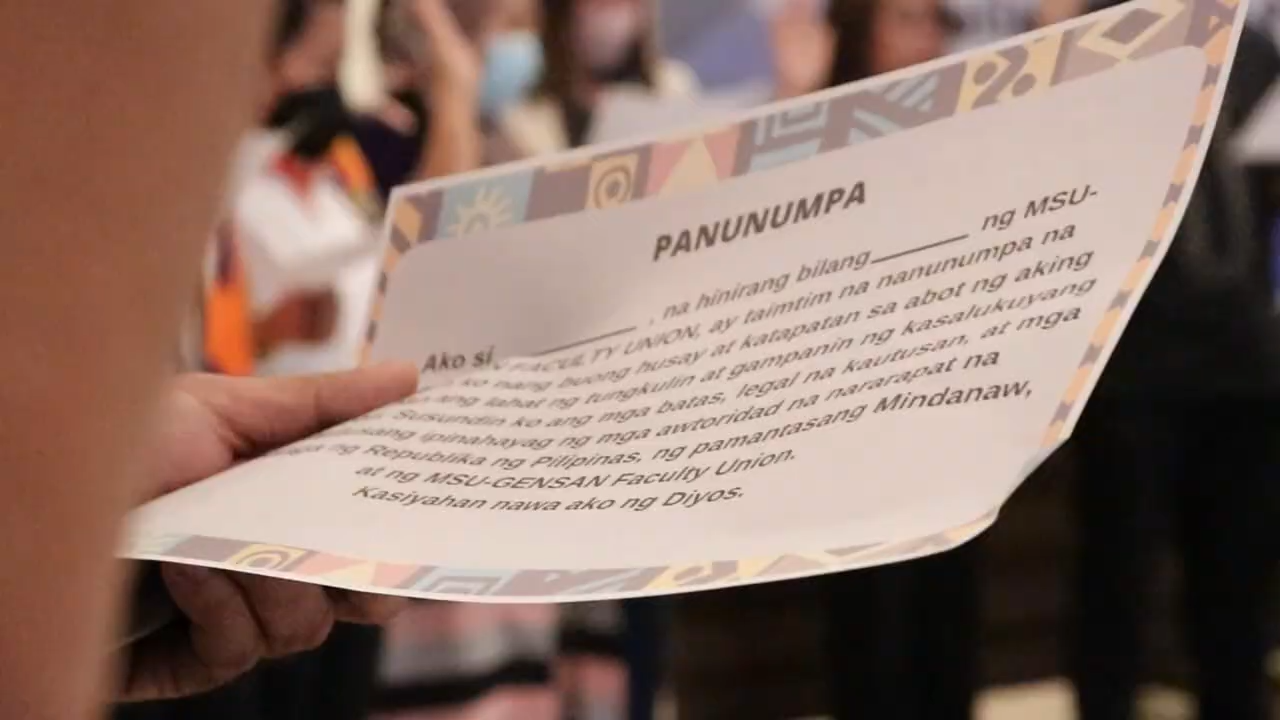 PANUNUMPA
Ako si ____________ , na hinirang bilang ________ ng MSU-
FACULTY UNION, ay taimtim na nanunumpa na
ko nang buong husay at katapatan sa abot ng aking
ang lahat ng tungkulin at gampanin ng kasalukuyang
Susundin ko ang mga batas, legal na kautusan, at mga
ipinahayag ng mga awtoridad na nararapat na
ng Republika ng Pilipinas, ng pamantasang Mindanaw,
at ng MSU-GENSAN Faculty Union.
Kasiyahan nawa ako ng Diyos.